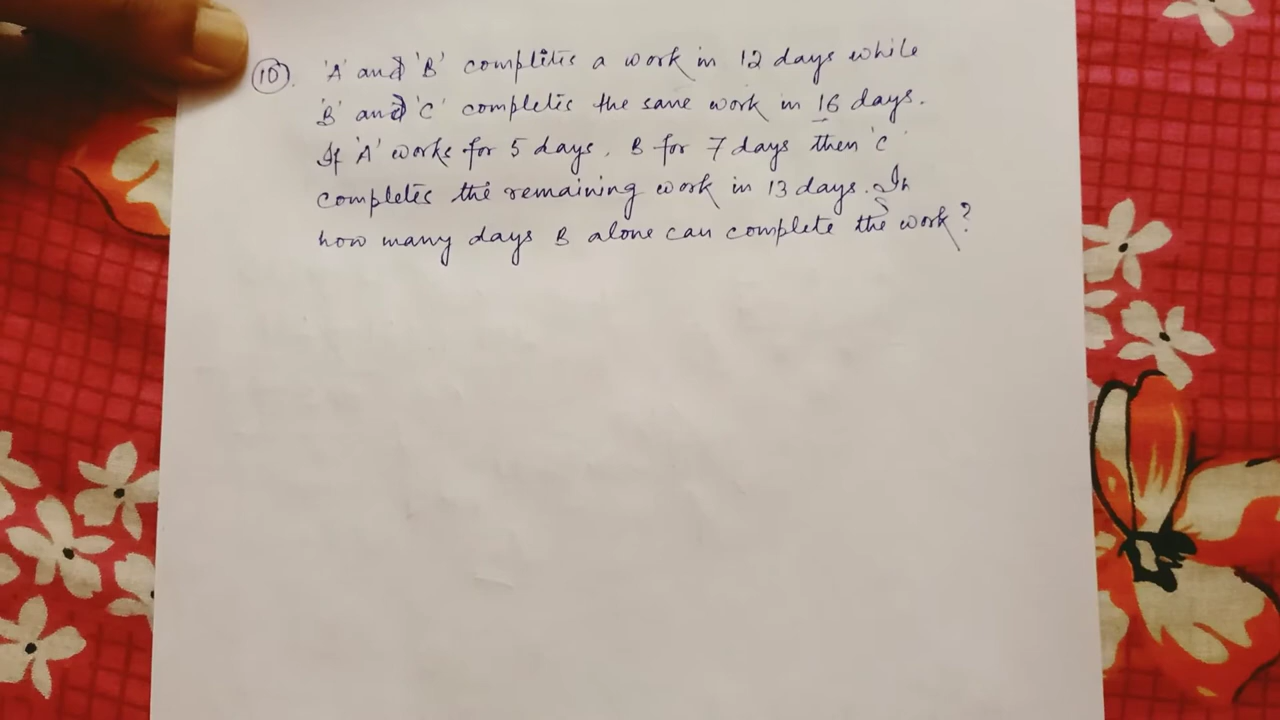 (10). 'A' and 'B' complitis a work in 12 days while
'B' and 'C' completis the same work in 16 days.
If 'A' works for 5 days, B for 7 days then 'C'
completes the remaining work in 13 days. In
how many days B alone can complete the work?